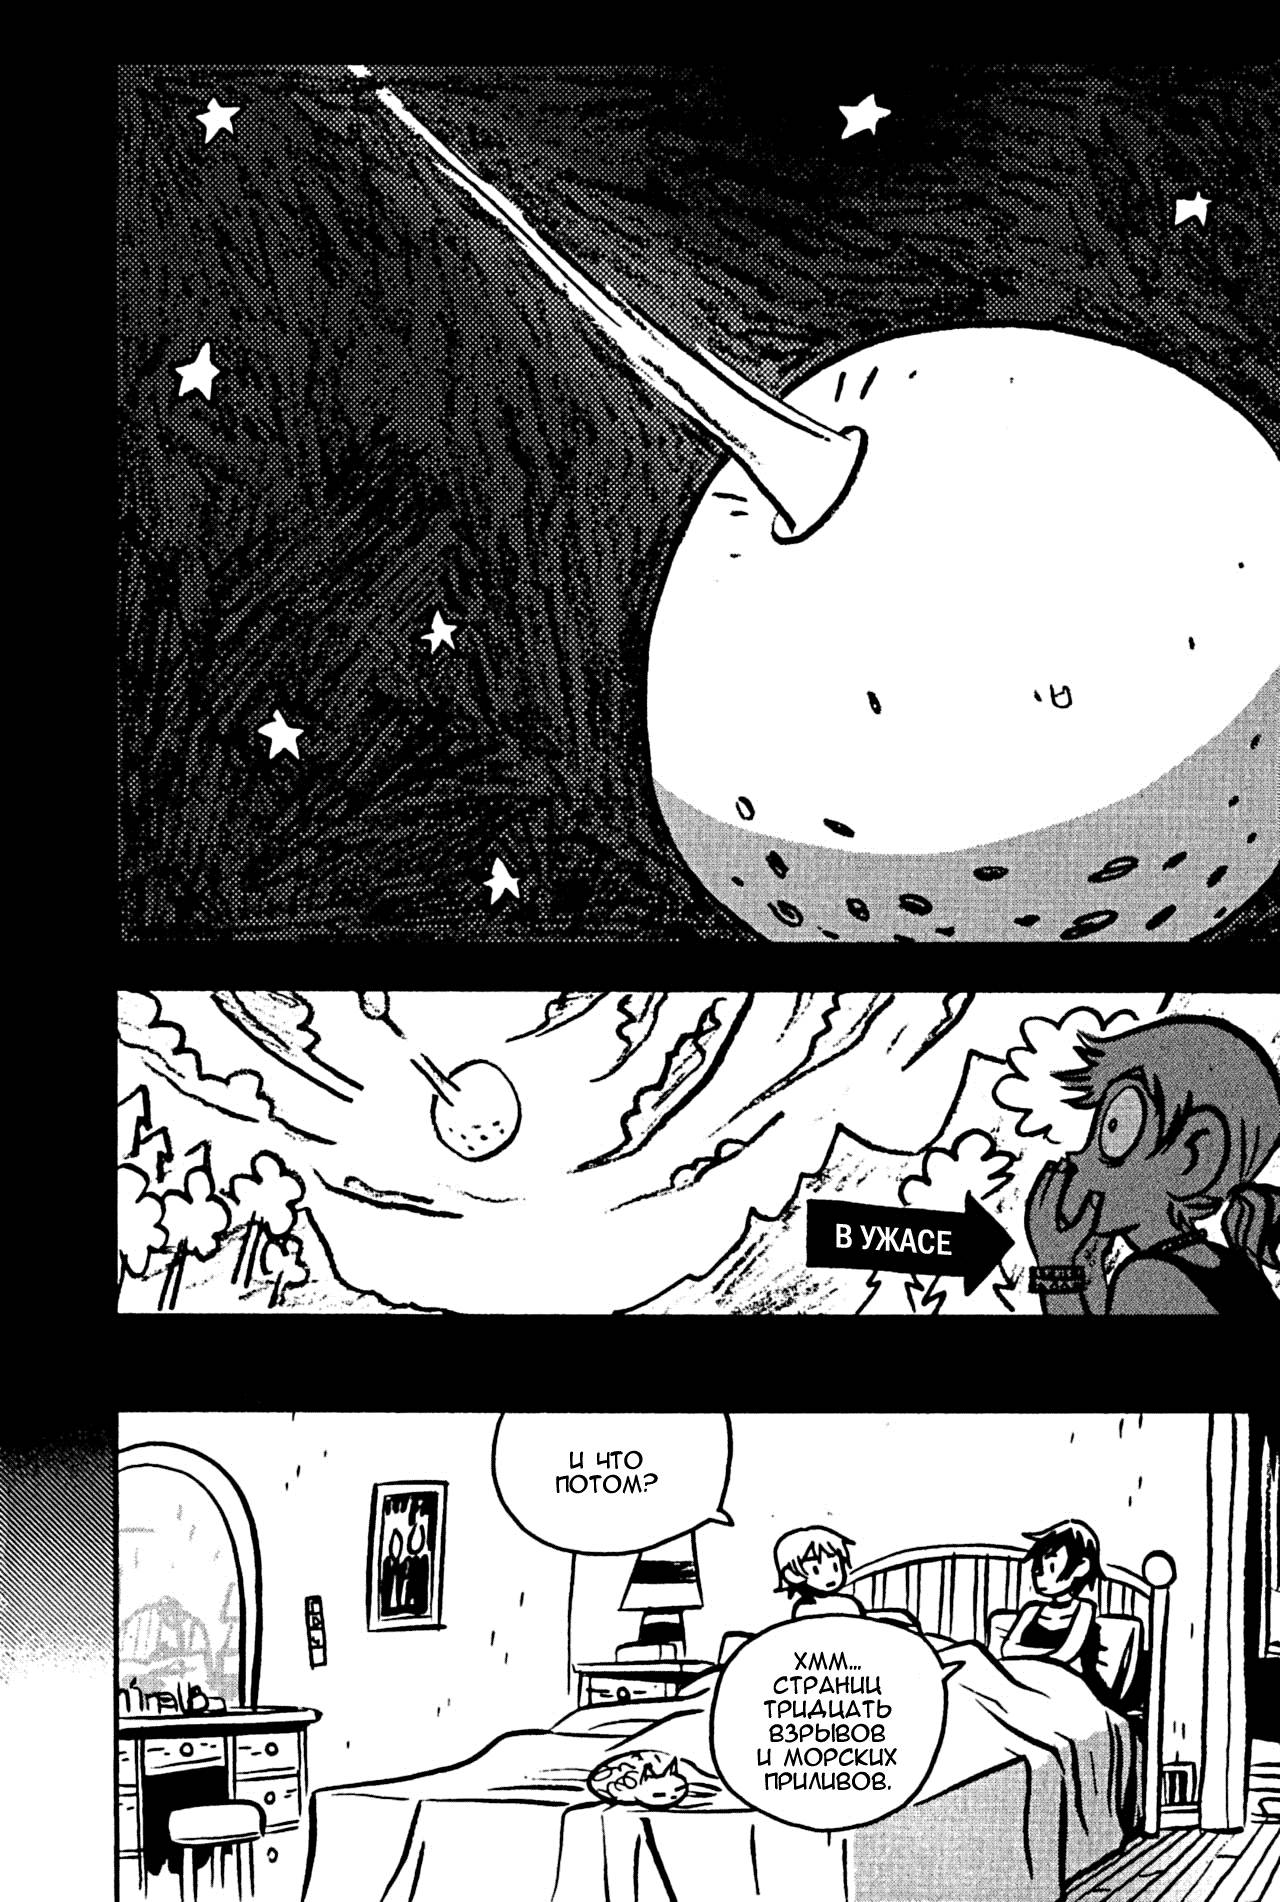 В УЖАСЕ
И ЧТО
ПОТОМ?
ХММ...
СТРАНИЦ
ТРИДЦАТЬ
ВЗРЫВОВ
И МОРСКИХ
ПРИЛИВОВ.